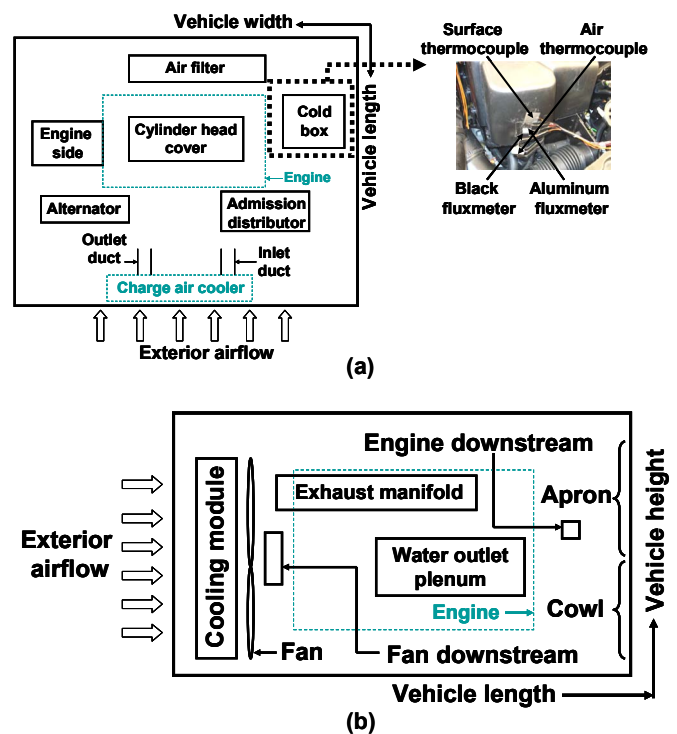 Vehicle width
Surface
thermocouple
Air
thermocouple
Air filter
Cold
box
Vehicle length
Engine
side
Cylinder head
cover
Engine
Black
fluxmeter
Aluminum
fluxmeter
Alternator
Admission
distributor
Outlet
duct
Inlet
duct
Charge air cooler
Exterior airflow
(a)
Engine downstream
Exhaust manifold
Apron
Vehicle height
Cooling module
Exterior
airflow
Water outlet
plenum
Engine
Cowl
Fan
Fan downstream
Vehicle length
(b)